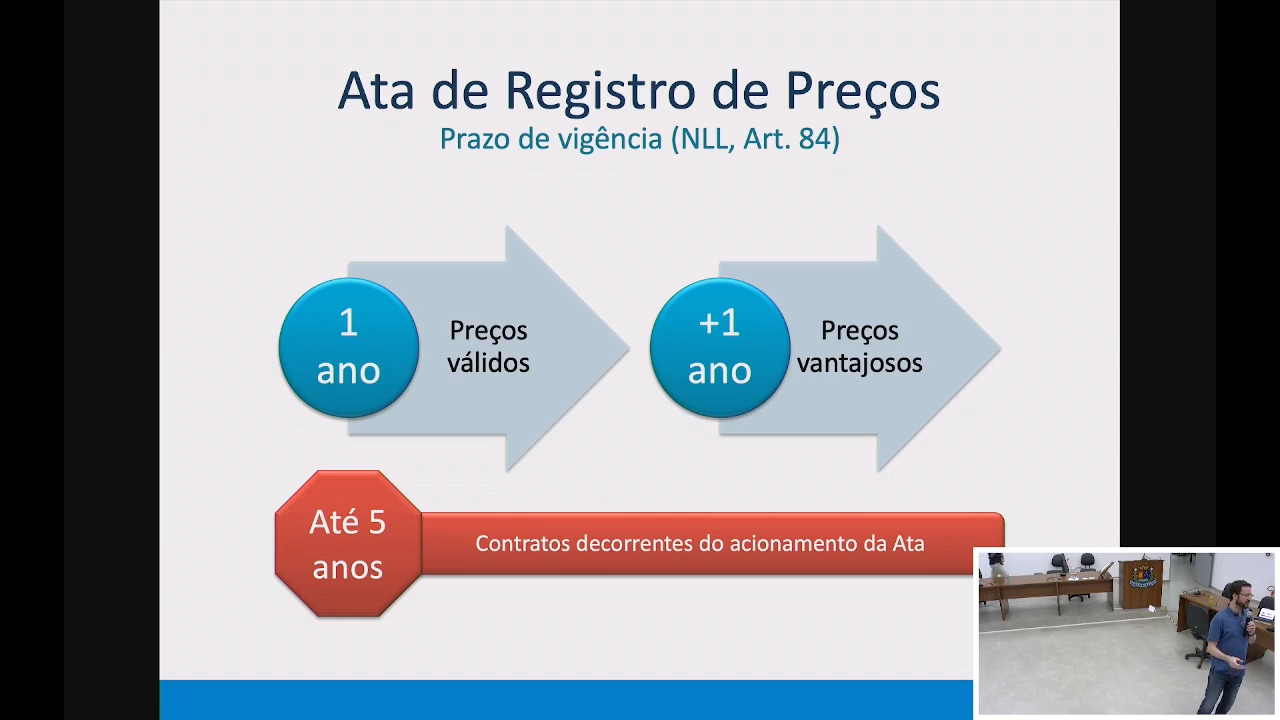 Ata de Registro de Preços
Prazo de vigência (NLL, Art. 84)
1
ano
Preços
válidos
+1
ano
Preços
vantajosos
Até 5
anos
Contratos decorrentes do acionamento da Ata